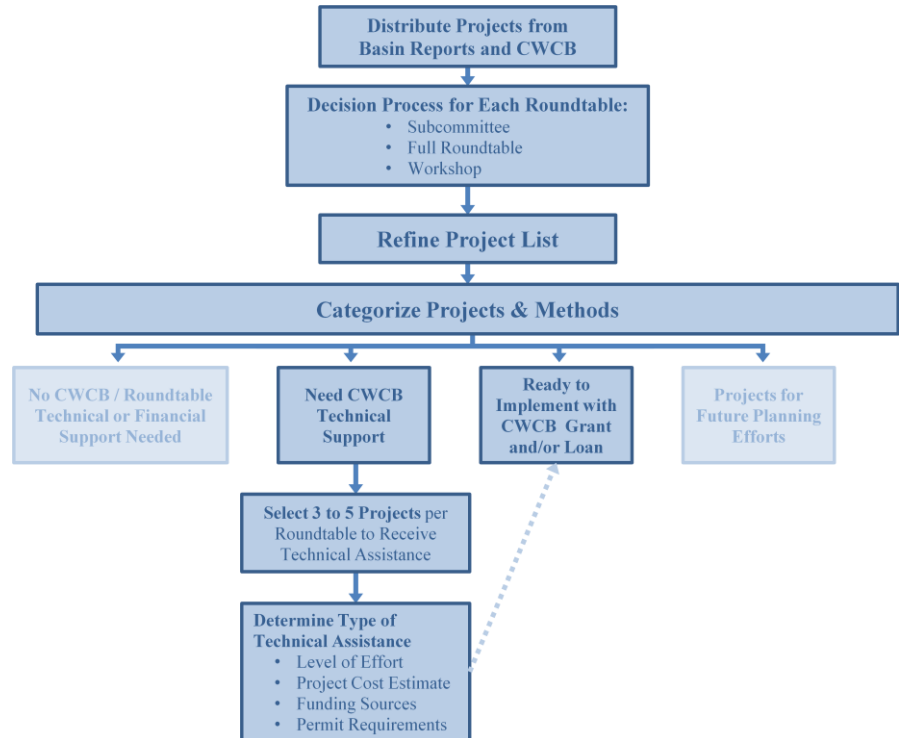 Distribute Projects from
Basin Reports and CWCB
Decision Process for Each Roundtable:
• Subcommittee
• Full Roundtable
• Workshop
Refine Project List
Categorize Projects & Methods
No CWCB / Roundtable
Technical or Financial
Support Needed
Need CWCB
Technical
Support
Ready to
Implement with
CWCB Grant
and/or Loan
Projects for
Future Planning
Efforts
Select 3 to 5 Projects per
Roundtable to Receive
Technical Assistance
Determine Type of
Technical Assistance
• Level of Effort
• Project Cost Estimate
• Funding Sources
• Permit Requirements